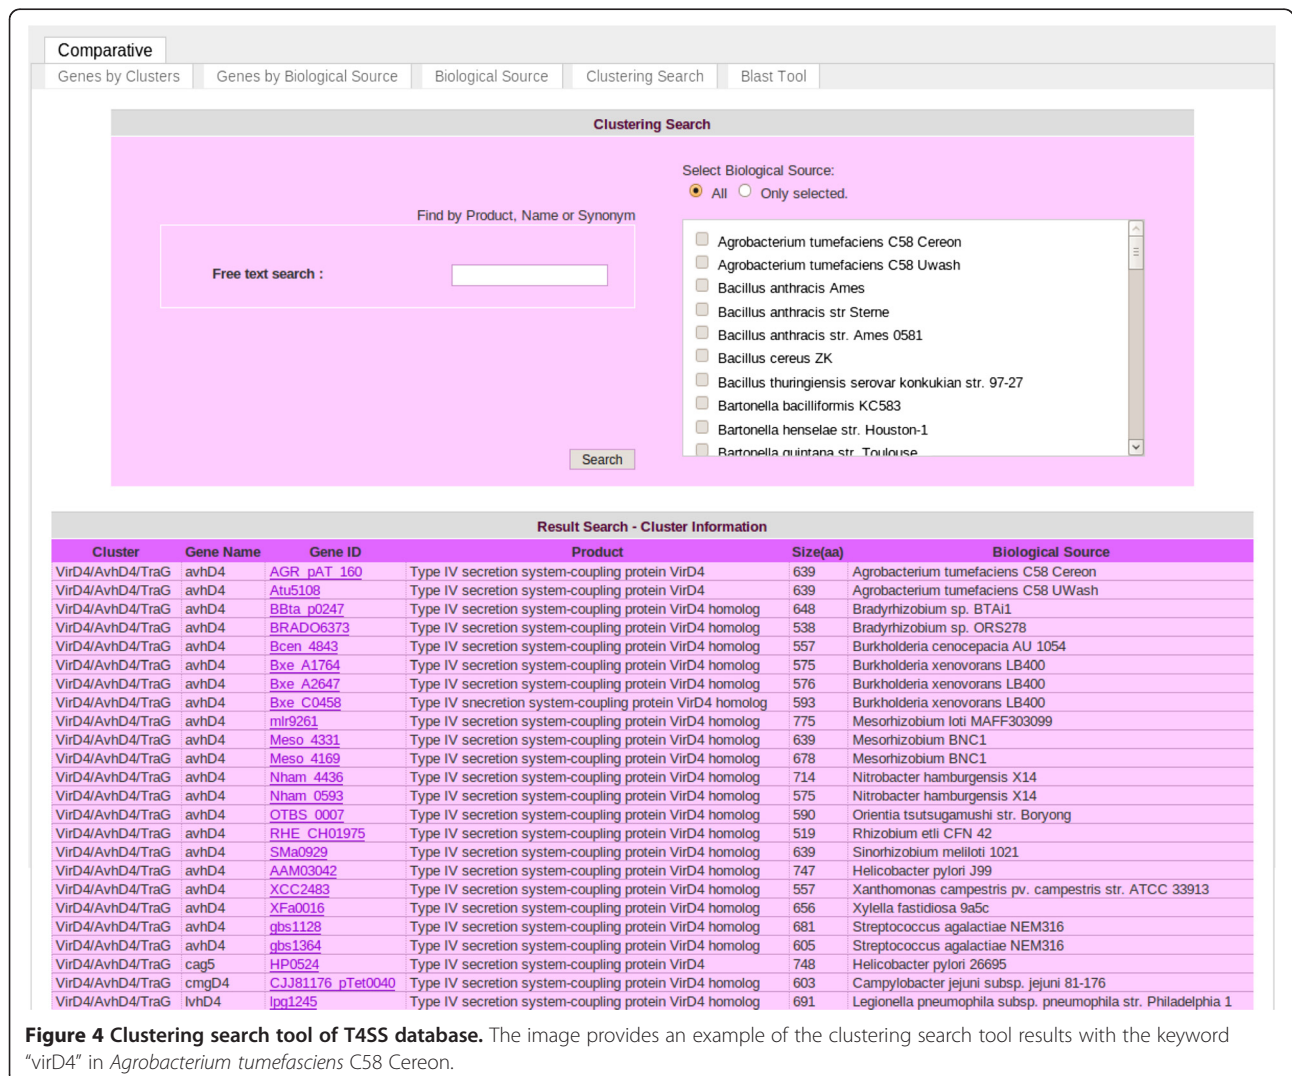 Comparative
Genes by Clusters Genes by Biological Source Biological Source Clustering Search Blast Tool
Clustering Search
Select Biological Source:
All Only selected.
Find by Product, Name or Synonym
Free text search :
Search
Agrobacterium tumefaciens C58 Cereon
Agrobacterium tumefaciens C58 Uwash
Bacillus anthracis Ames
Bacillus anthracis str Sterne
Bacillus anthracis str. Ames 0581
Bacillus cereus ZK
Bacillus thuringiensis serovar konkukian str. 97-27
Bartonella bacilliformis KC583
Bartonella henselae str. Houston-1
Bartonella quintana str. Toulouse
Result Search - Cluster Information
Cluster Gene Name Gene ID Product Size(aa) Biological Source
VirD4/AvhD4/TraG avhD4 AGR_pAT_160 Type IV secretion system-coupling protein VirD4 639 Agrobacterium tumefaciens C58 Cereon
VirD4/AvhD4/TraG avhD4 Atu5108 Type IV secretion system-coupling protein VirD4 639 Agrobacterium tumefaciens C58 UWash
VirD4/AvhD4/TraG avhD4 BBta_p0247 Type IV secretion system-coupling protein VirD4 homolog 648 Bradyrhizobium sp. BTAi1
VirD4/AvhD4/TraG avhD4 BRADO6373 Type IV secretion system-coupling protein VirD4 homolog 538 Bradyrhizobium sp. ORS278
VirD4/AvhD4/TraG avhD4 Bcen_4843 Type IV secretion system-coupling protein VirD4 homolog 557 Burkholderia cenocepacia AU 1054
VirD4/AvhD4/TraG avhD4 Bxe_A1764 Type IV secretion system-coupling protein VirD4 homolog 575 Burkholderia xenovorans LB400
VirD4/AvhD4/TraG avhD4 Bxe_A2647 Type IV secretion system-coupling protein VirD4 homolog 576 Burkholderia xenovorans LB400
VirD4/AvhD4/TraG avhD4 Bxe_C0458 Type IV snecretion system-coupling protein VirD4 homolog 593 Burkholderia xenovorans LB400
VirD4/AvhD4/TraG avhD4 mlr9261 Type IV secretion system-coupling protein VirD4 homolog 775 Mesorhizobium loti MAFF303099
VirD4/AvhD4/TraG avhD4 Meso_4331 Type IV secretion system-coupling protein VirD4 homolog 639 Mesorhizobium BNC1
VirD4/AvhD4/TraG avhD4 Meso_4169 Type IV secretion system-coupling protein VirD4 homolog 678 Mesorhizobium BNC1
VirD4/AvhD4/TraG avhD4 Nham_4436 Type IV secretion system-coupling protein VirD4 homolog 714 Nitrobacter hamburgensis X14
VirD4/AvhD4/TraG avhD4 Nham_0593 Type IV secretion system-coupling protein VirD4 homolog 575 Nitrobacter hamburgensis X14
VirD4/AvhD4/TraG avhD4 OTBS_0007 Type IV secretion system-coupling protein VirD4 homolog 590 Orientia tsutsugamushi str. Boryong
VirD4/AvhD4/TraG avhD4 RHE_CH01975 Type IV secretion system-coupling protein VirD4 homolog 519 Rhizobium etli CFN 42
VirD4/AvhD4/TraG avhD4 SMa0929 Type IV secretion system-coupling protein VirD4 homolog 639 Sinorhizobium meliloti 1021
VirD4/AvhD4/TraG avhD4 AAM03042 Type IV secretion system-coupling protein VirD4 homolog 747 Helicobacter pylori J99
VirD4/AvhD4/TraG avhD4 XCC2483 Type IV secretion system-coupling protein VirD4 homolog 557 Xanthomonas campestris pv. campestris str. ATCC 33913
VirD4/AvhD4/TraG avhD4 XFa0016 Type IV secretion system-coupling protein VirD4 homolog 656 Xylella fastidiosa 9a5c
VirD4/AvhD4/TraG avhD4 gbs1128 Type IV secretion system-coupling protein VirD4 homolog 681 Streptococcus agalactiae NEM316
VirD4/AvhD4/TraG avhD4 gbs1364 Type IV secretion system-coupling protein VirD4 homolog 605 Streptococcus agalactiae NEM316
VirD4/AvhD4/TraG cag5 HP0524 Type IV secretion system-coupling protein VirD4 748 Helicobacter pylori 26695
VirD4/AvhD4/TraG cmgD4 CJJ81176_pTet0040 Type IV secretion system-coupling protein VirD4 homolog 603 Campylobacter jejuni subsp. jejuni 81-176
VirD4/AvhD4/TraG lvhD4 lpg1245 Type IV secretion system-coupling protein VirD4 homolog 691 Legionella pneumophila subsp. pneumophila str. Philadelphia 1
Figure 4 Clustering search tool of T4SS database. The image provides an example of the clustering search tool results with the keyword
"virD4" in Agrobacterium tumefasciens C58 Cereon.